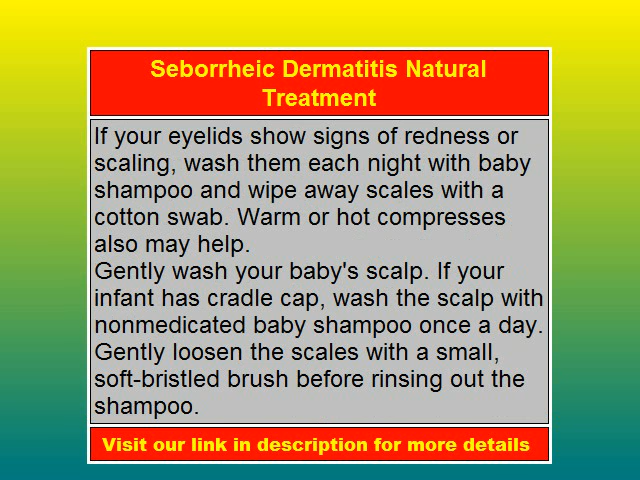 Seborrheic Dermatitis Natural
Treatment
If your eyelids show signs of redness or
scaling, wash them each night with baby
shampoo and wipe away scales with a
cotton swab. Warm or hot compresses
also may help.
Gently wash your baby's scalp. If your
infant has cradle cap, wash the scalp with
nonmedicated baby shampoo once a day.
Gently loosen the scales with a small,
soft-bristled brush before rinsing out the
shampoo.
Visit our link in description for more details